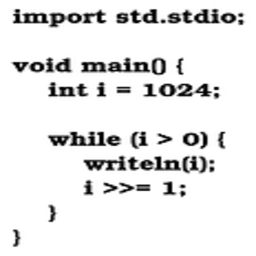 import std.stdio;

void main() {
    int i = 1024;

    while (i > 0) {
        writeln(i);
        i >>= 1;
    }
}